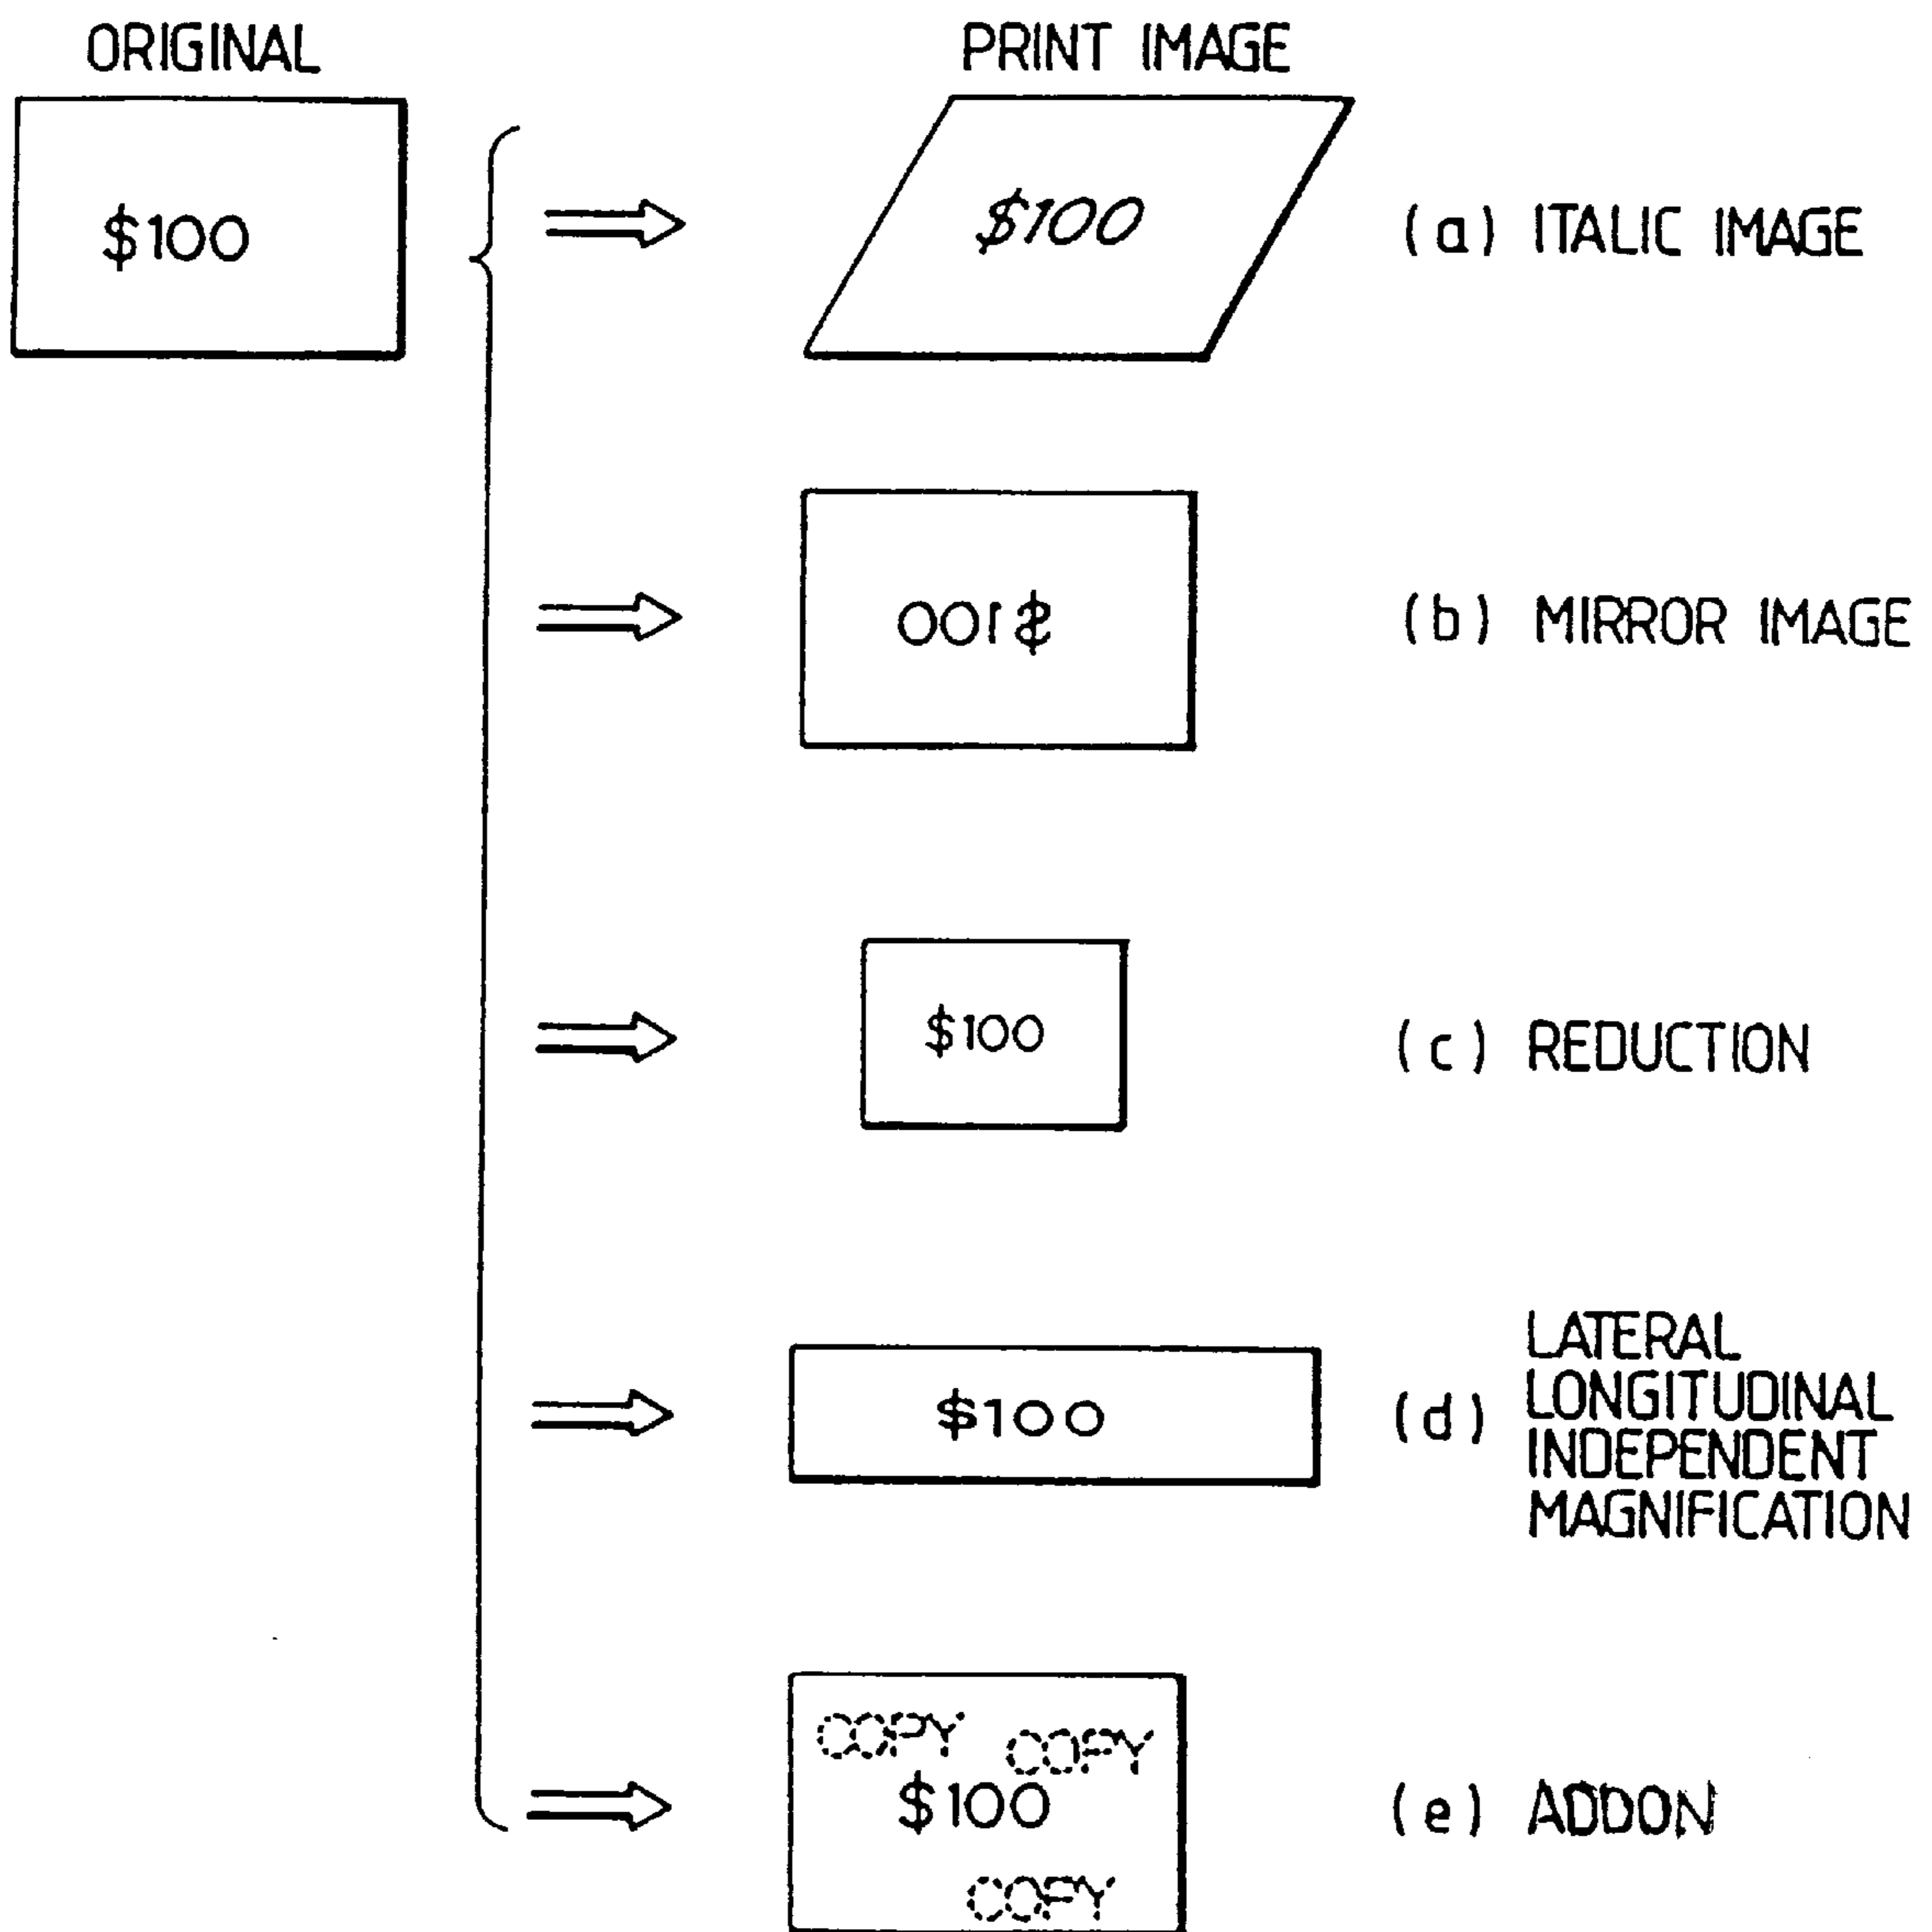 ORIGINAL
PRINT IMAGE
$100
$100
(a) ITALIC IMAGE
$100
(b) MIRROR IMAGE
$100
(c) REDUCTION
$100
(d) LATERAL
LONGITUDINAL
INDEPENDENT
MAGNIFICATION
COPY COPY
$100
COPY
(e) ADDON